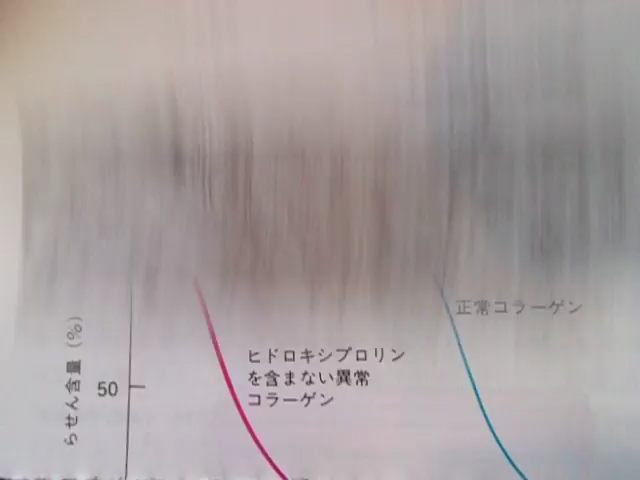 正常コラーゲン
ヒドロキシプロリン
を含まない異常
コラーゲン
らせん含量(%)
50